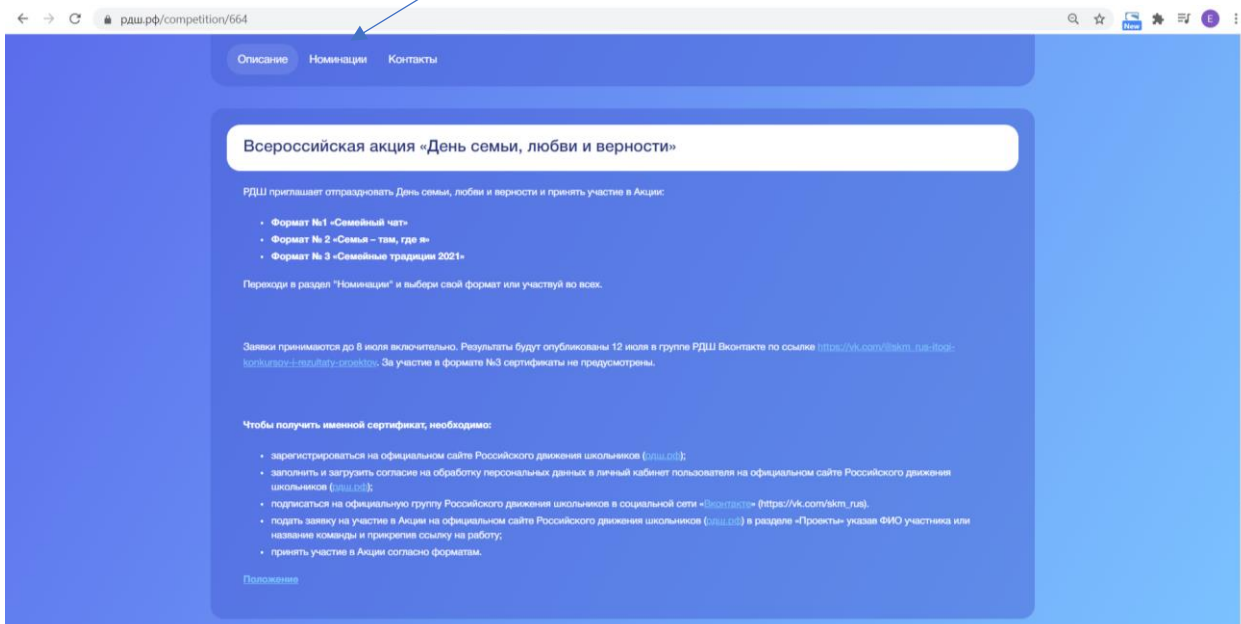 рдш.рф/competition/664
New
E
Описание Номинации Контакты
Всероссийская акция «День семьи, любви и верности»
РДШ приглашает отпраздновать День семьи, любви и верности и принять участие в Акции:
• Формат №1 «Семейный чат»
• Формат № 2 «Семья – там, где я»
• Формат № 3 «Семейные традиции 2021»
Переходи в раздел "Номинации" и выбери свой формат или участвуй во всех.
Заявки принимаются до 8 июля включительно. Результаты будут опубликованы 12 июля в группе РДШ Вконтакте по ссылке https://vk.com/@skm_rus-itogi-
konkursov-i-rezultaty-proektov. За участие в формате №3 сертификаты не предусмотрены.
Чтобы получить именной сертификат, необходимо:
• зарегистрироваться на официальном сайте Российского движения школьников (рдш.рф);
• заполнить и загрузить согласие на обработку персональных данных в личный кабинет пользователя на официальном сайте Российского движения
школьников (рдш.рф);
• подписаться на официальную группу Российского движения школьников в социальной сети «Вконтакте» (https://vk.com/skm_rus).
• подать заявку на участие в Акции на официальном сайте Российского движения школьников (рдш.рф) в разделе «Проекты» указав ФИО участника или
название команды и прикрепив ссылку на работу;
• принять участие в Акции согласно форматам.
Положение